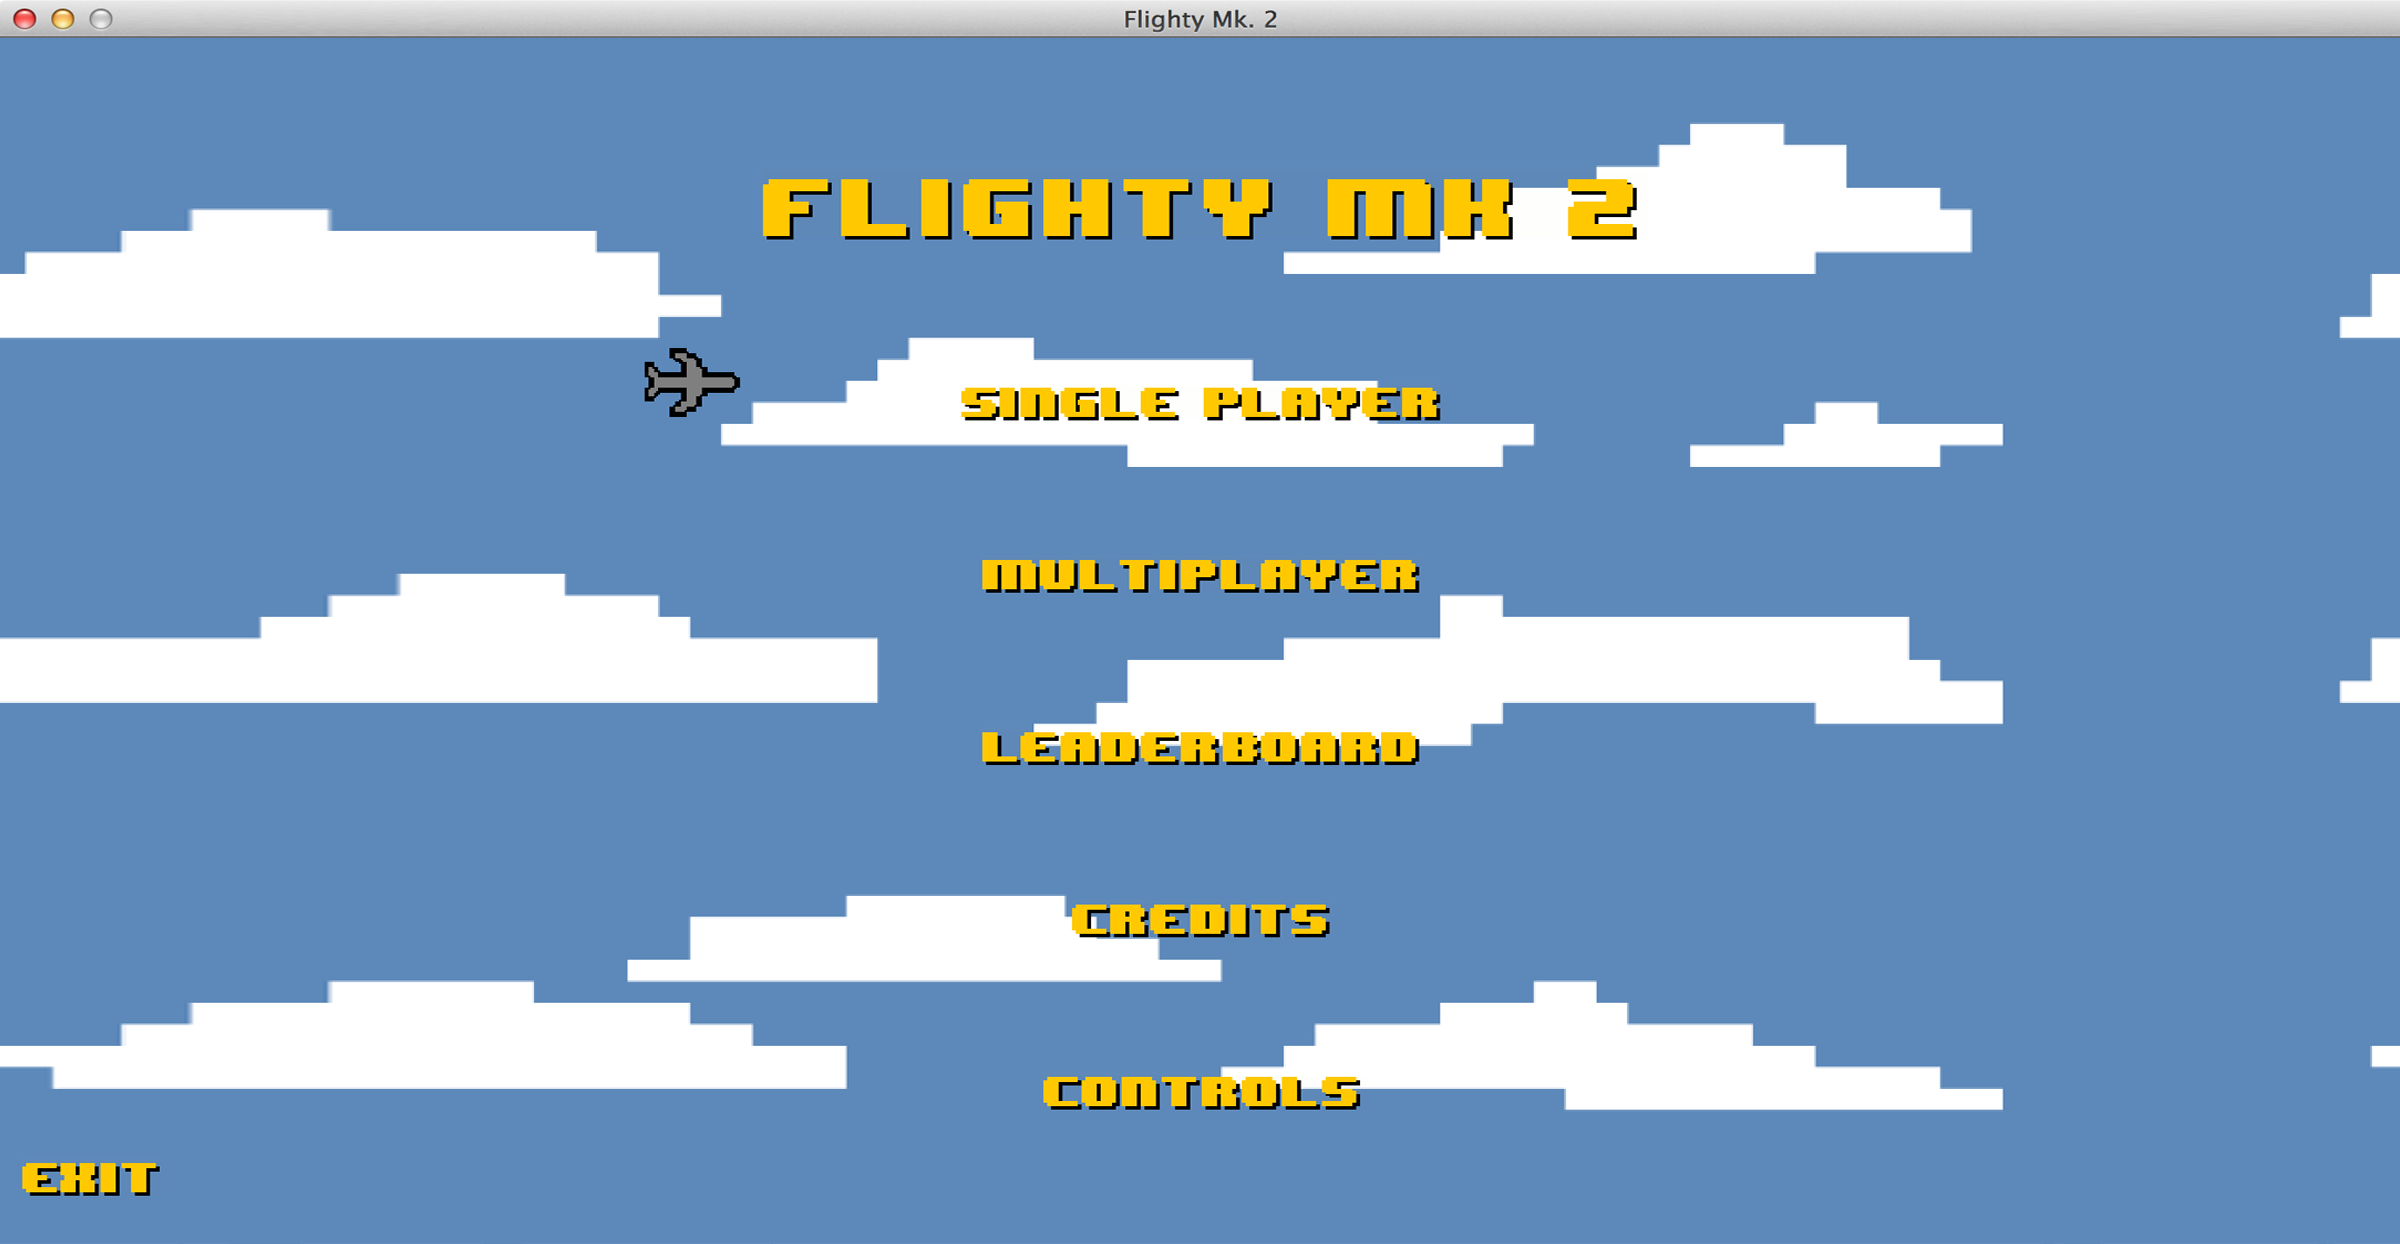 Flighty Mk. 2
FLIGHTY MK 2
SINGLE PLAYER
MULTIPLAYER
LEADERBOARD
CREDITS
CONTROLS
EXIT